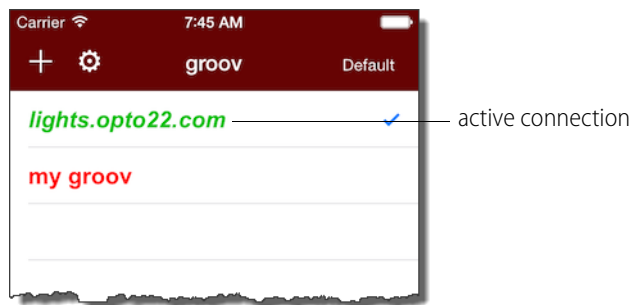 Carrier 7:45 AM
groov Default
lights.opto22.com active connection
my groov